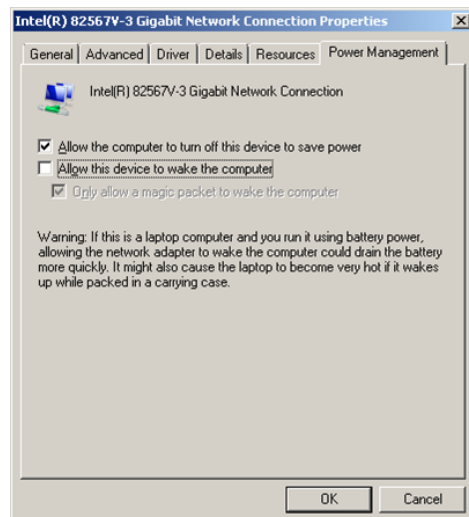 Intel(R) 82567V-3 Gigabit Network Connection Properties
General
Advanced
Driver
Details
Resources
Power Management
Intel(R) 82567V-3 Gigabit Network Connection
Allow the computer to turn off this device to save power
Allow this device to wake the computer
Only allow a magic packet to wake the computer
Warning: If this is a laptop computer and you run it using battery power,
allowing the network adapter to wake the computer could drain the battery
more quickly. It might also cause the laptop to become very hot if it wakes
up while packed in a carrying case.
OK
Cancel